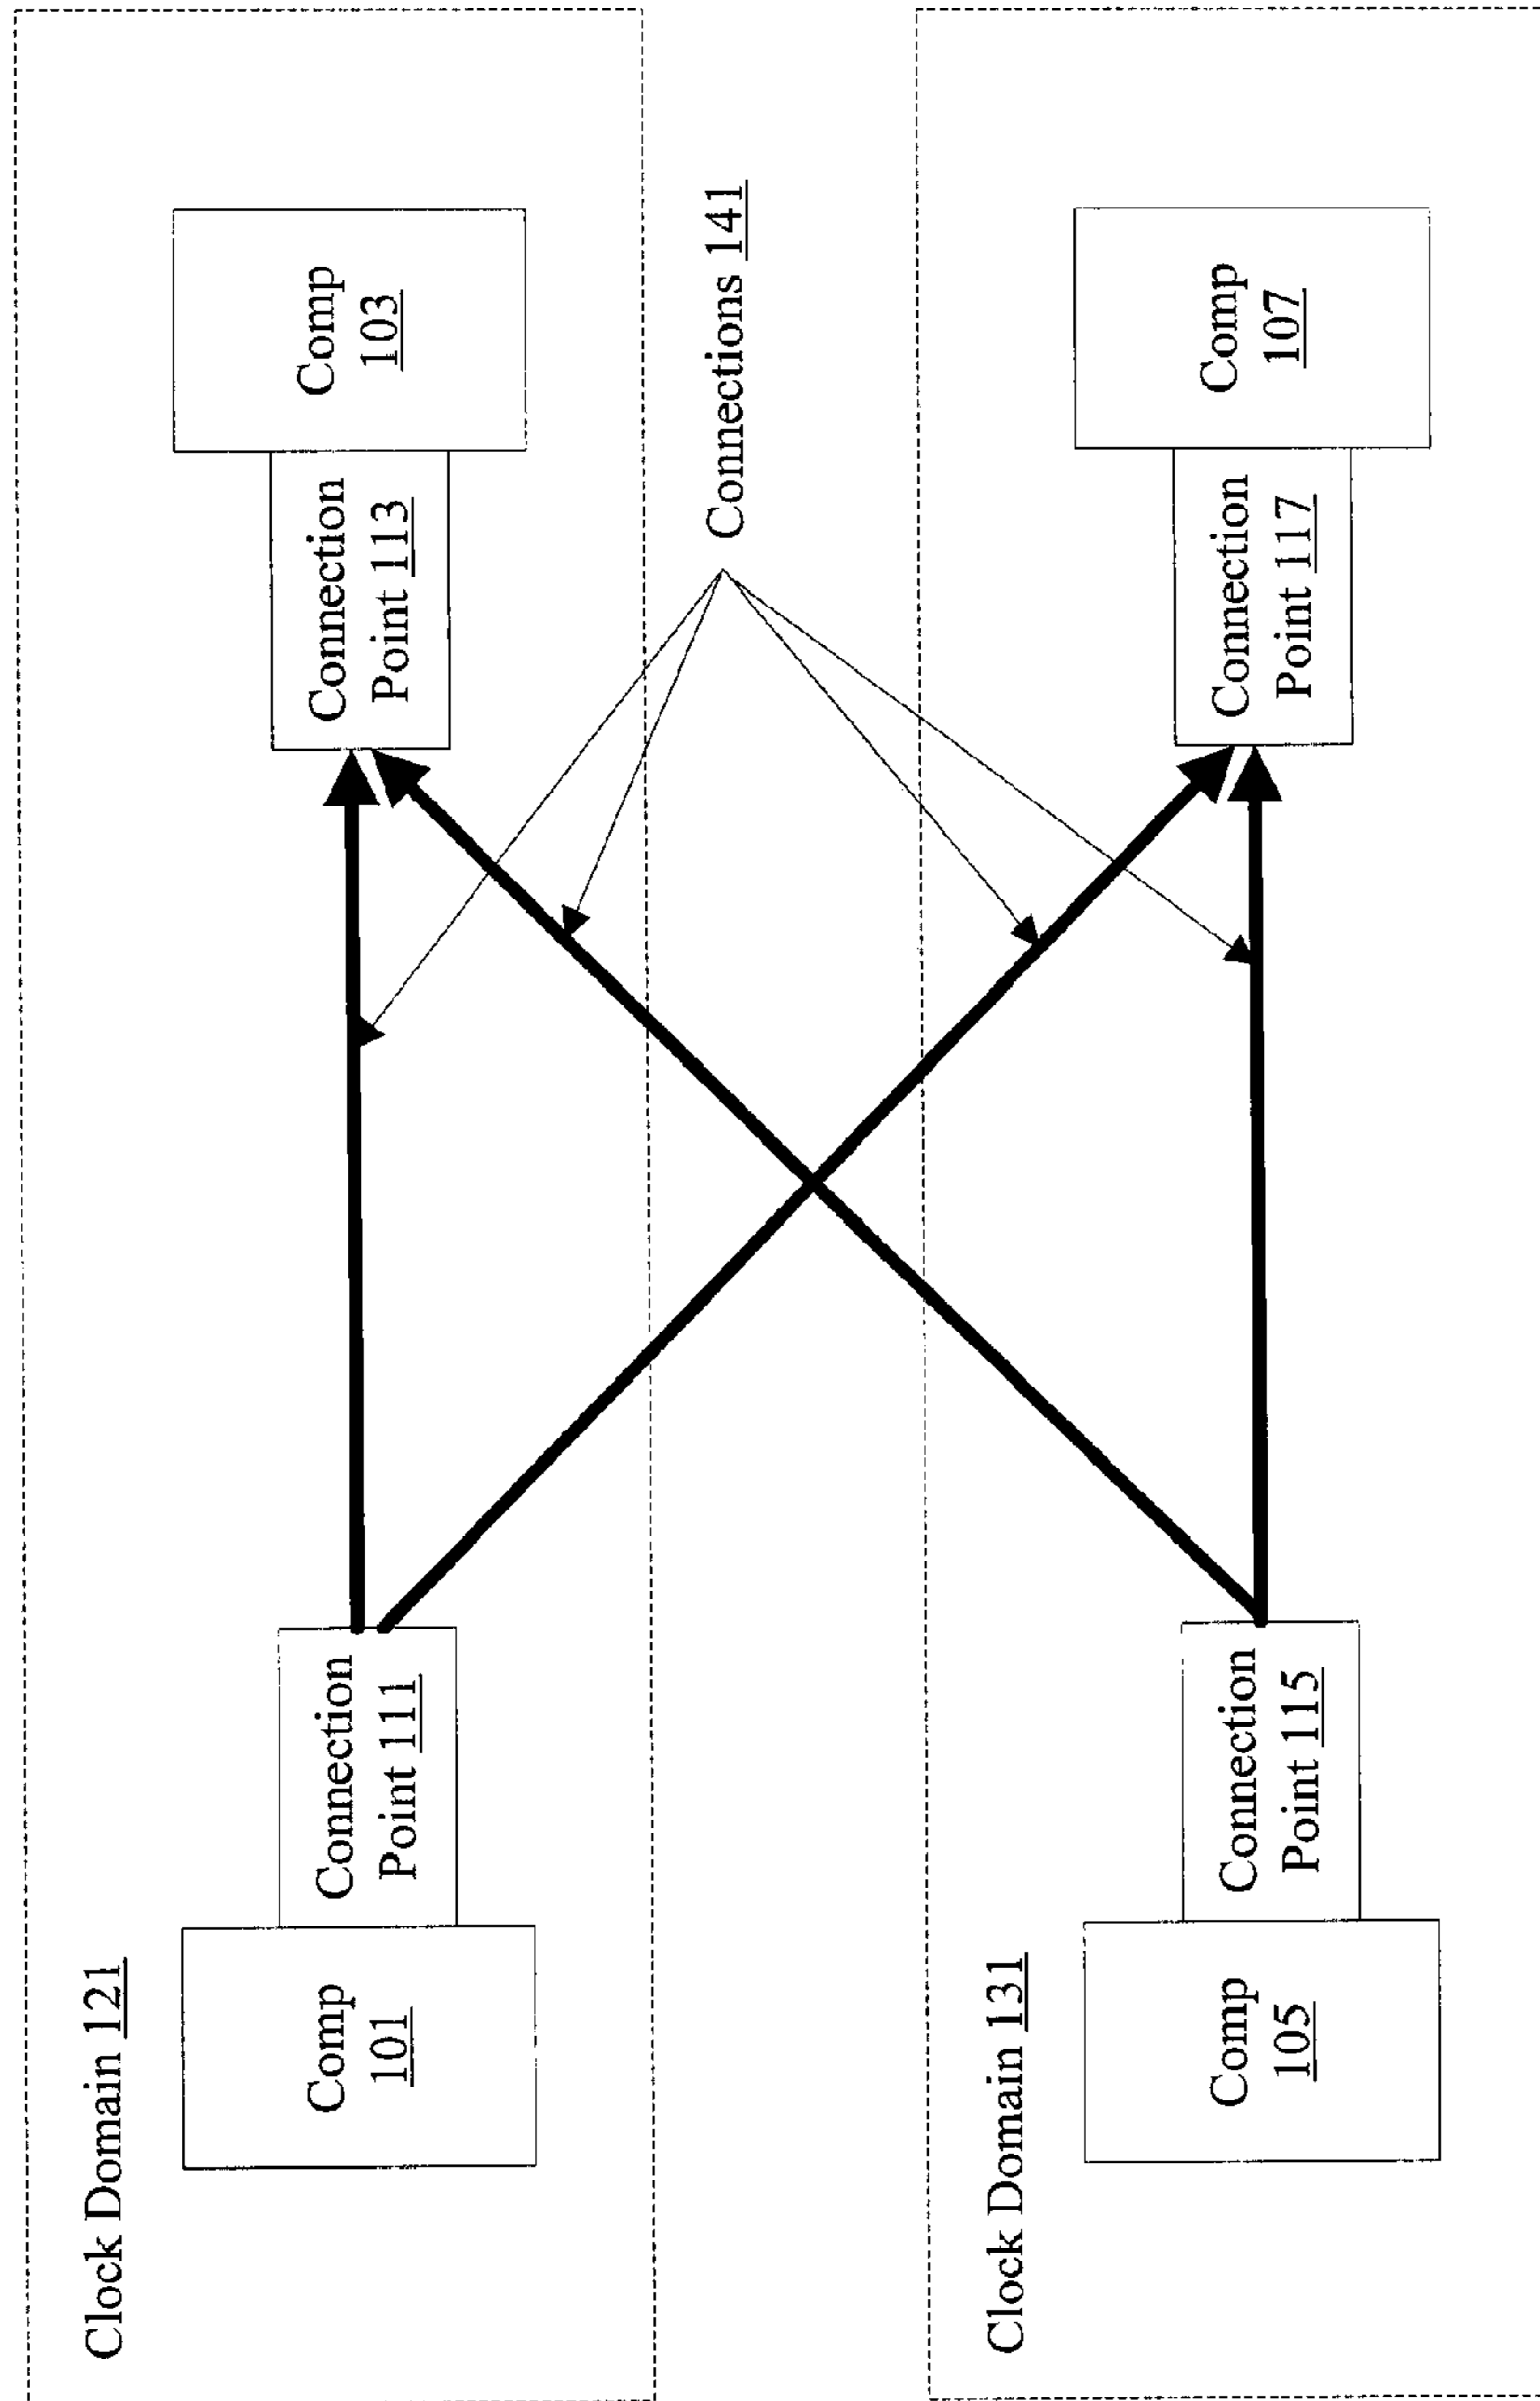 Clock Domain 121
Comp
101
Connection
Point 111
Connection
Point 113
Comp
103
Connections 141
Clock Domain 131
Comp
105
Connection
Point 115
Connection
Point 117
Comp
107